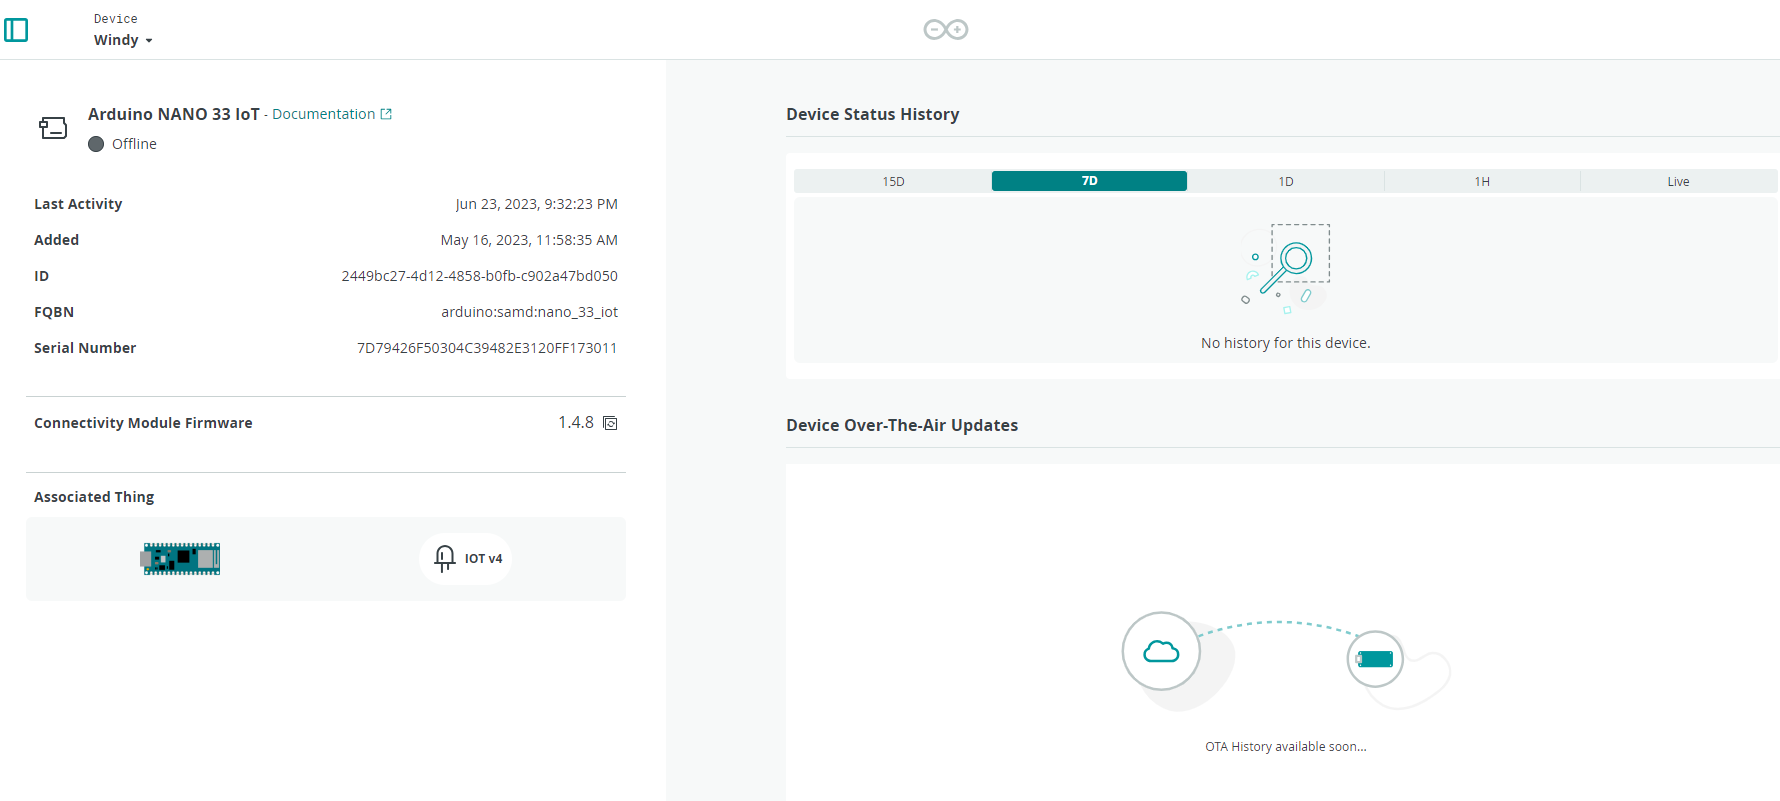 Device
Windy
Arduino NANO 33 IoT - Documentation
Offline
Last Activity Jun 23, 2023, 9:32:23 PM
Added May 16, 2023, 11:58:35 AM
ID 2449bc27-4d12-4858-b0fb-c902a47bd050
FQBN arduino:samd:nano_33_iot
Serial Number 7D79426F50304C39482E3120FF173011
Connectivity Module Firmware 1.4.8
Associated Thing
IOT v4
Device Status History
15D 7D 1D 1H Live
No history for this device.
Device Over-The-Air Updates
OTA History available soon...